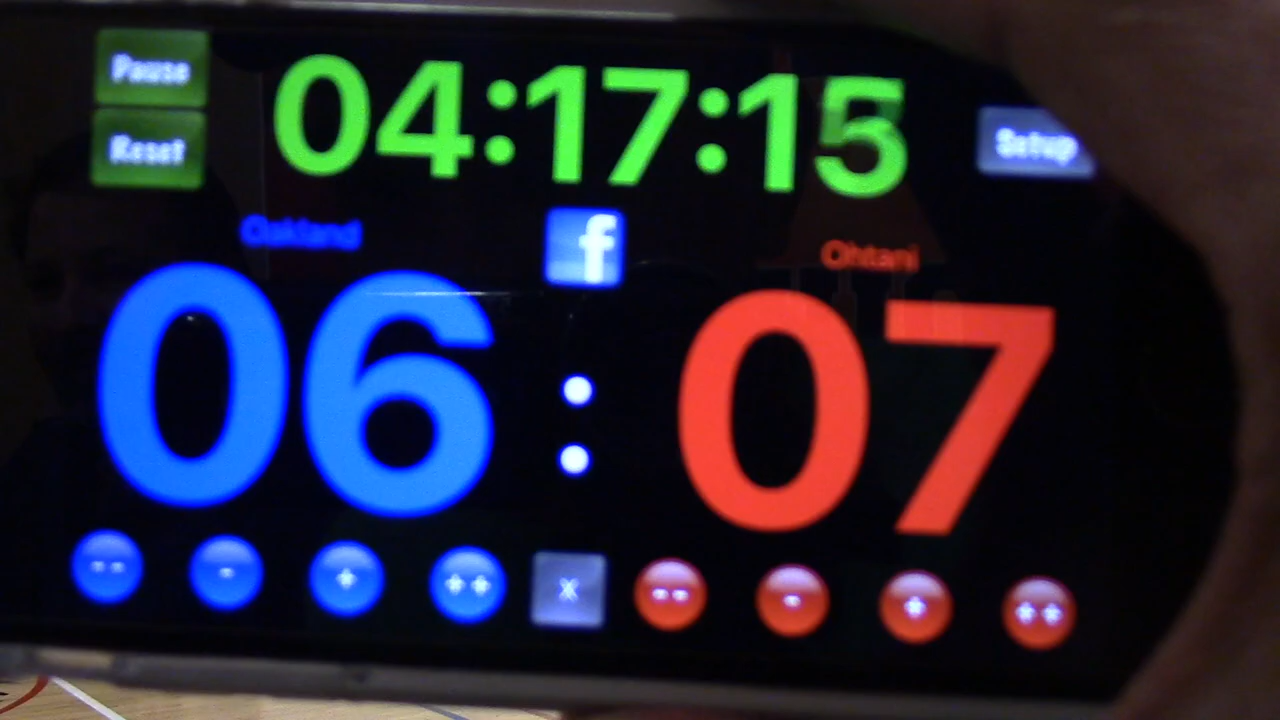 Pause
04:17:15
Setup
Reset
Oakland
f
Ohtani
06 : 07
-- - + ++ x -- - + ++